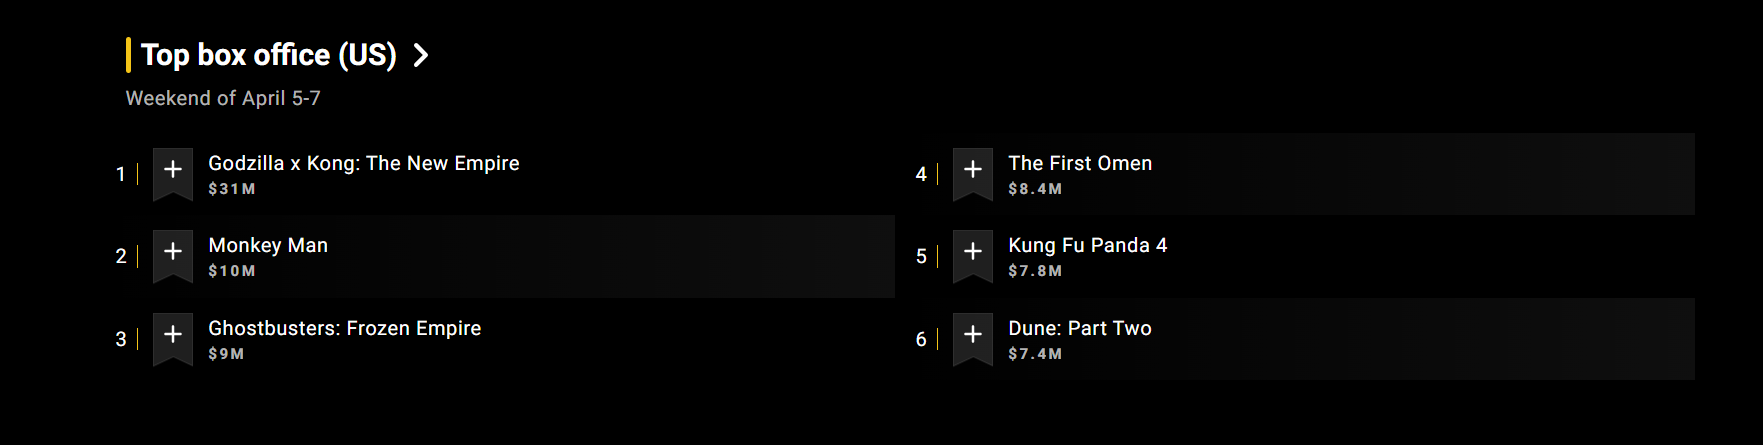 Top box office (US)
Weekend of April 5-7
1
Godzilla x Kong: The New Empire
$31M
2
Monkey Man
$10M
3
Ghostbusters: Frozen Empire
$9M
4
The First Omen
$8.4M
5
Kung Fu Panda 4
$7.8M
6
Dune: Part Two
$7.4M